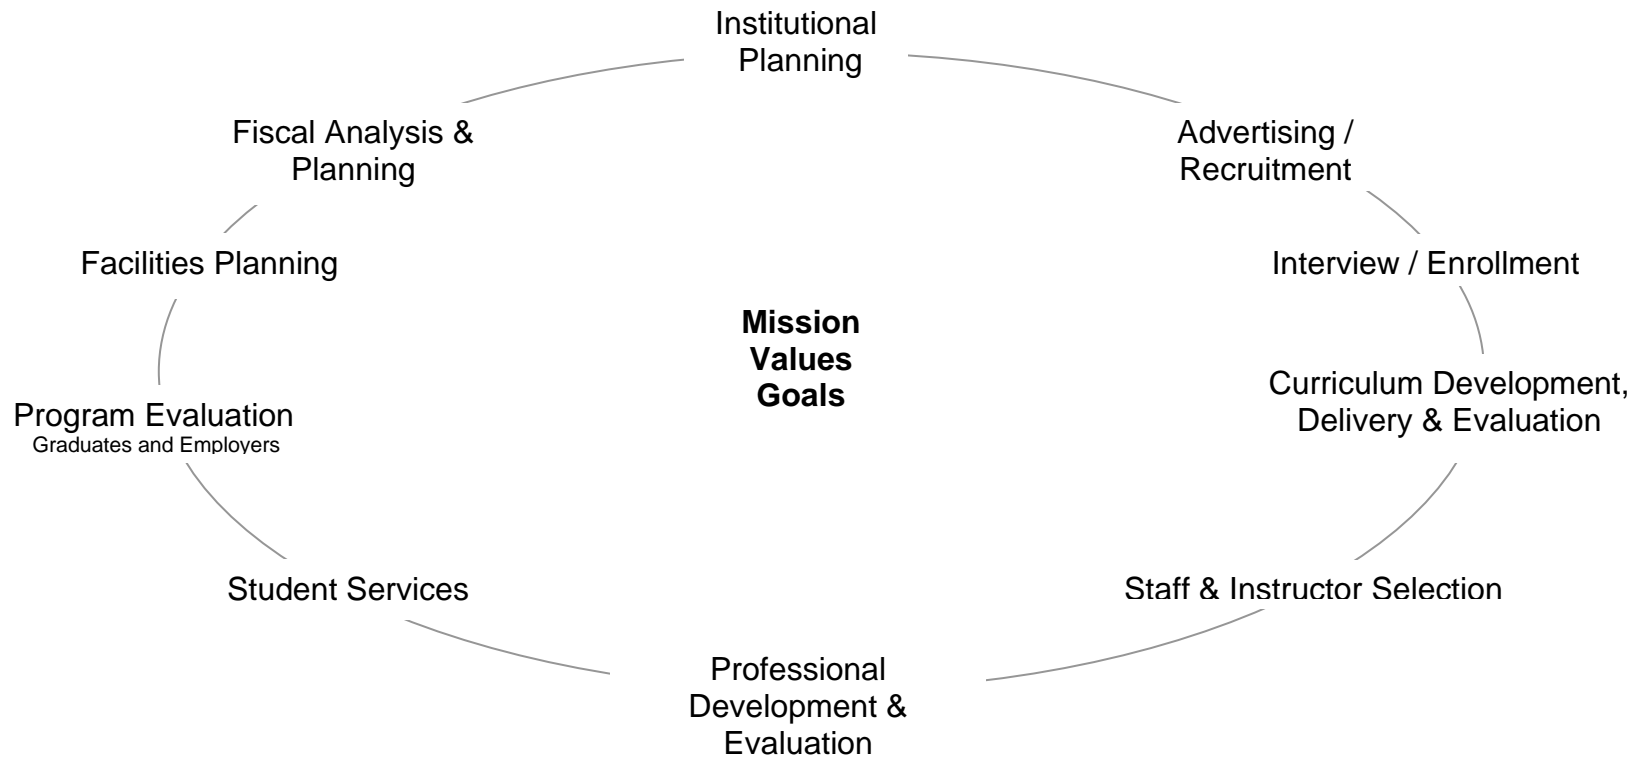 Institutional
Planning
Fiscal Analysis &
Planning
Advertising /
Recruitment
Facilities Planning
Interview / Enrollment
Mission
Values
Goals
Curriculum Development,
Delivery & Evaluation
Program Evaluation
Graduates and Employers
Student Services
Staff & Instructor Selection
Professional
Development &
Evaluation